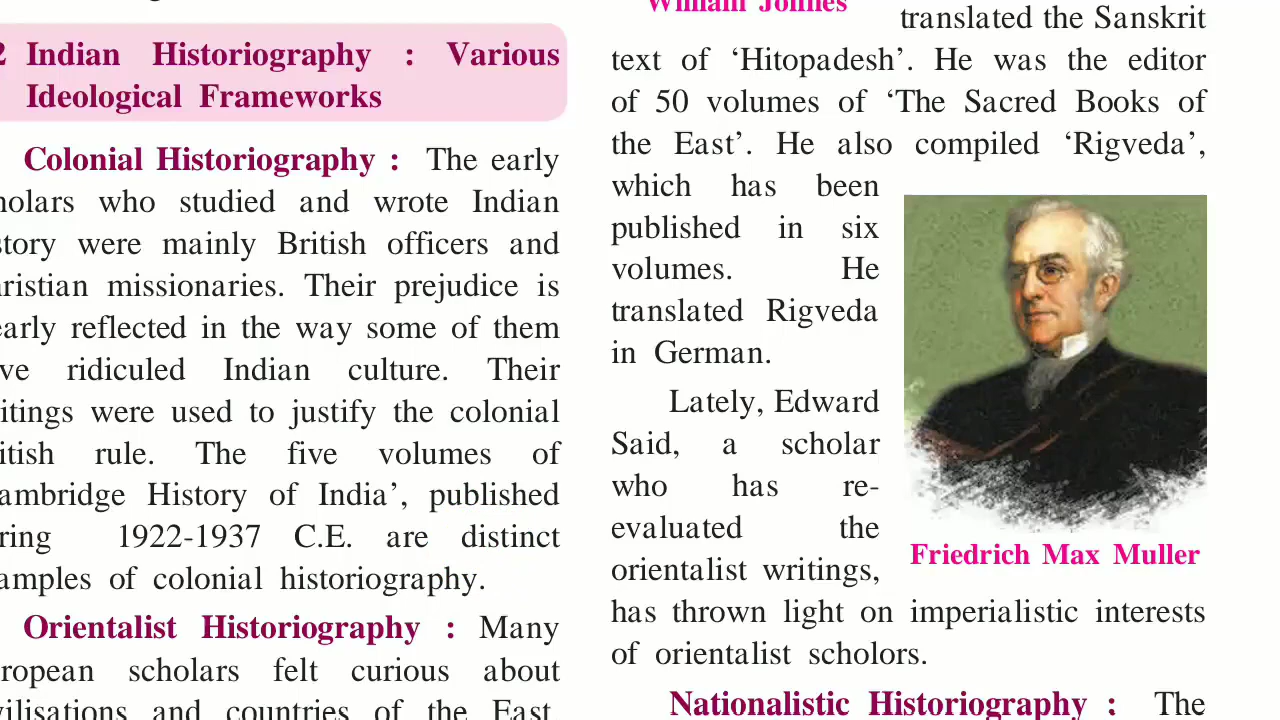 2 Indian Historiography : Various
Ideological Frameworks
Colonial Historiography : The early
holars who studied and wrote Indian
story were mainly British officers and
ristian missionaries. Their prejudice is
early reflected in the way some of them
ve ridiculed Indian culture. Their
itings were used to justify the colonial
itish rule. The five volumes of
ambridge History of India’, published
ring 1922-1937 C.E. are distinct
amples of colonial historiography.
Orientalist Historiography : Many
ropean scholars felt curious about
vilisations and countries of the East.
William Johnes
translated the Sanskrit
text of ‘Hitopadesh’. He was the editor
of 50 volumes of ‘The Sacred Books of
the East’. He also compiled ‘Rigveda’,
which has been
published in six
volumes. He
translated Rigveda
in German.
Lately, Edward
Said, a scholar
who has re-
evaluated the
orientalist writings,
has thrown light on imperialistic interests
of orientalist scholors.
Friedrich Max Muller
Nationalistic Historiography : The